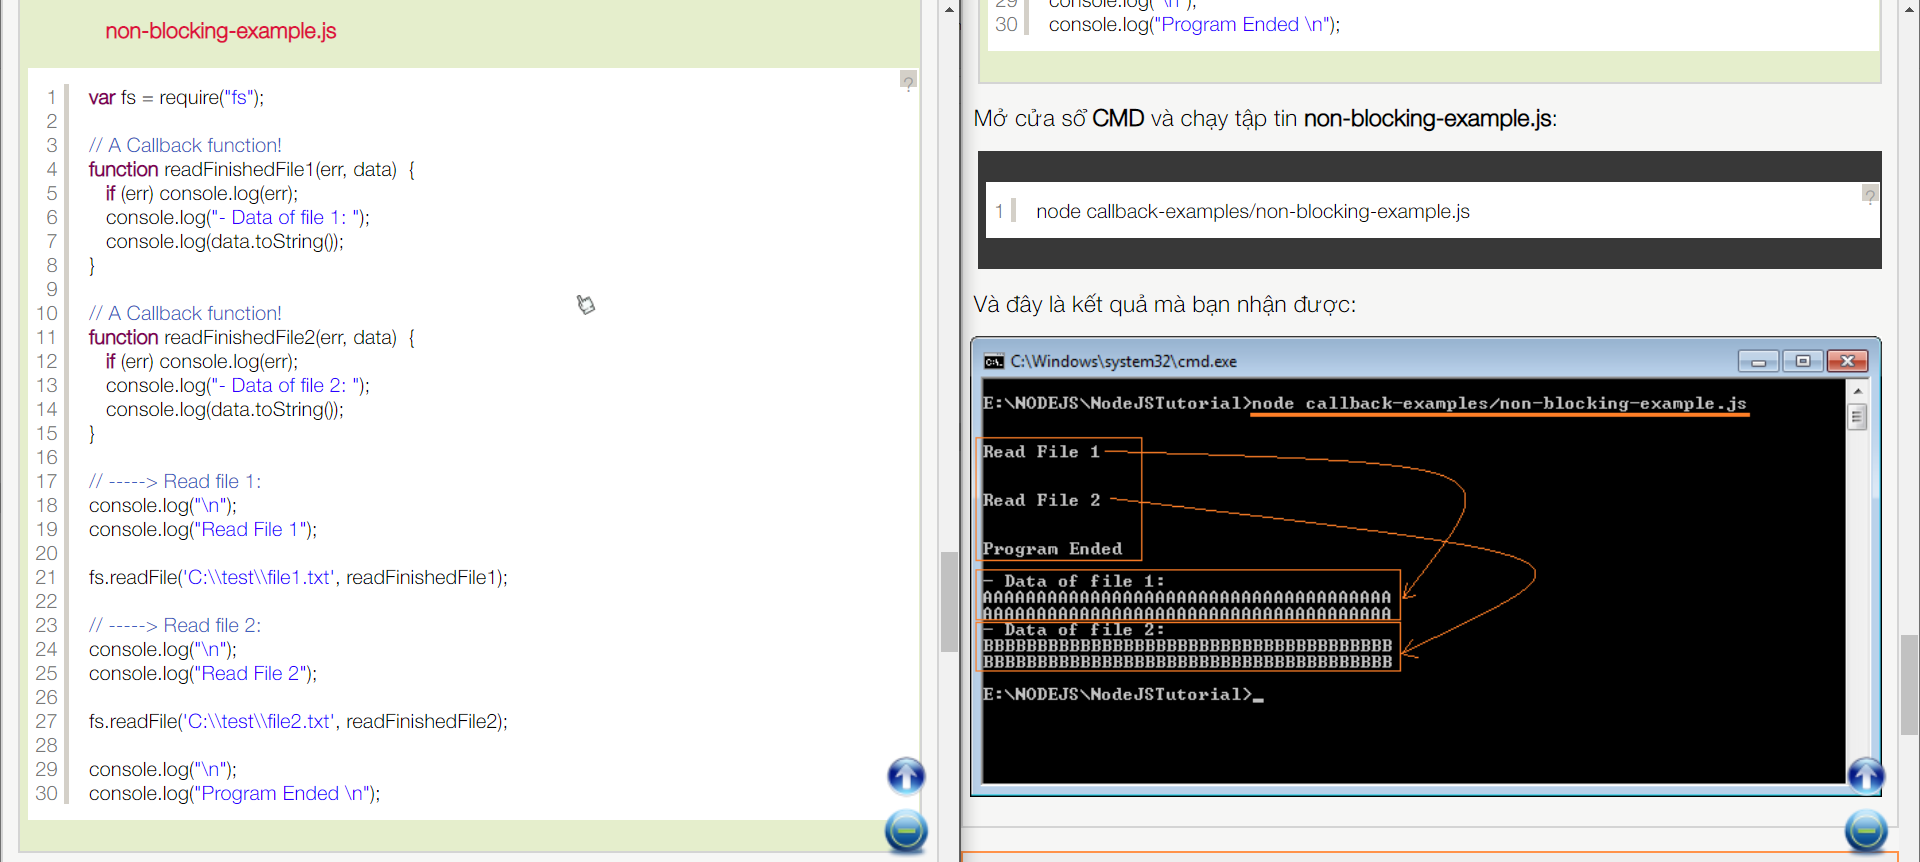 non-blocking-example.js
?
1 var fs = require("fs");
2
3 // A Callback function!
4 function readFinishedFile1(err, data) {
5 if (err) console.log(err);
6 console.log("- Data of file 1: ");
7 console.log(data.toString());
8 }
9
10 // A Callback function!
11 function readFinishedFile2(err, data) {
12 if (err) console.log(err);
13 console.log("- Data of file 2: ");
14 console.log(data.toString());
15 }
16
17 // -----> Read file 1:
18 console.log("\n");
19 console.log("Read File 1");
20
21 fs.readFile('C:\\test\\file1.txt', readFinishedFile1);
22
23 // -----> Read file 2:
24 console.log("\n");
25 console.log("Read File 2");
26
27 fs.readFile('C:\\test\\file2.txt', readFinishedFile2);
28
29 console.log("\n");
30 console.log("Program Ended \n");
29 console.log("\n");
30 console.log("Program Ended \n");
Mở cửa sổ CMD và chạy tập tin non-blocking-example.js:
?
1 node callback-examples/non-blocking-example.js
Và đây là kết quả mà bạn nhận được:
C:\. C:\Windows\system32\cmd.exe
E:\NODEJS\NodeJSTutorial>node callback-examples/non-blocking-example.js
Read File 1
Read File 2
Program Ended
- Data of file 1:
AAAAAAAAAAAAAAAAAAAAAAAAAAAAAAAAAAAAAA
AAAAAAAAAAAAAAAAAAAAAAAAAAAAAAAAAAAAAA
- Data of file 2:
BBBBBBBBBBBBBBBBBBBBBBBBBBBBBBBBBBBBBB
BBBBBBBBBBBBBBBBBBBBBBBBBBBBBBBBBBBBBB
E:\NODEJS\NodeJSTutorial>_